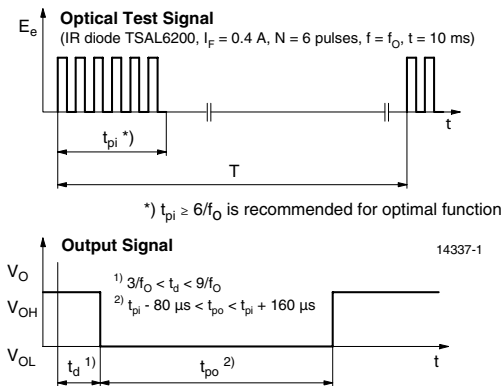 Optical Test Signal
E_e
(IR diode TSAL6200, I_F = 0.4 A, N = 6 pulses, f = f_O, t = 10 ms)
t
t_pi *)
T
*) t_pi ≥ 6/f_O is recommended for optimal function
Output Signal
14337-1
V_O
1) 3/f_O < t_d < 9/f_O
V_OH
2) t_pi - 80 µs < t_po < t_pi + 160 µs
V_OL
t_d 1)
t_po 2)
t